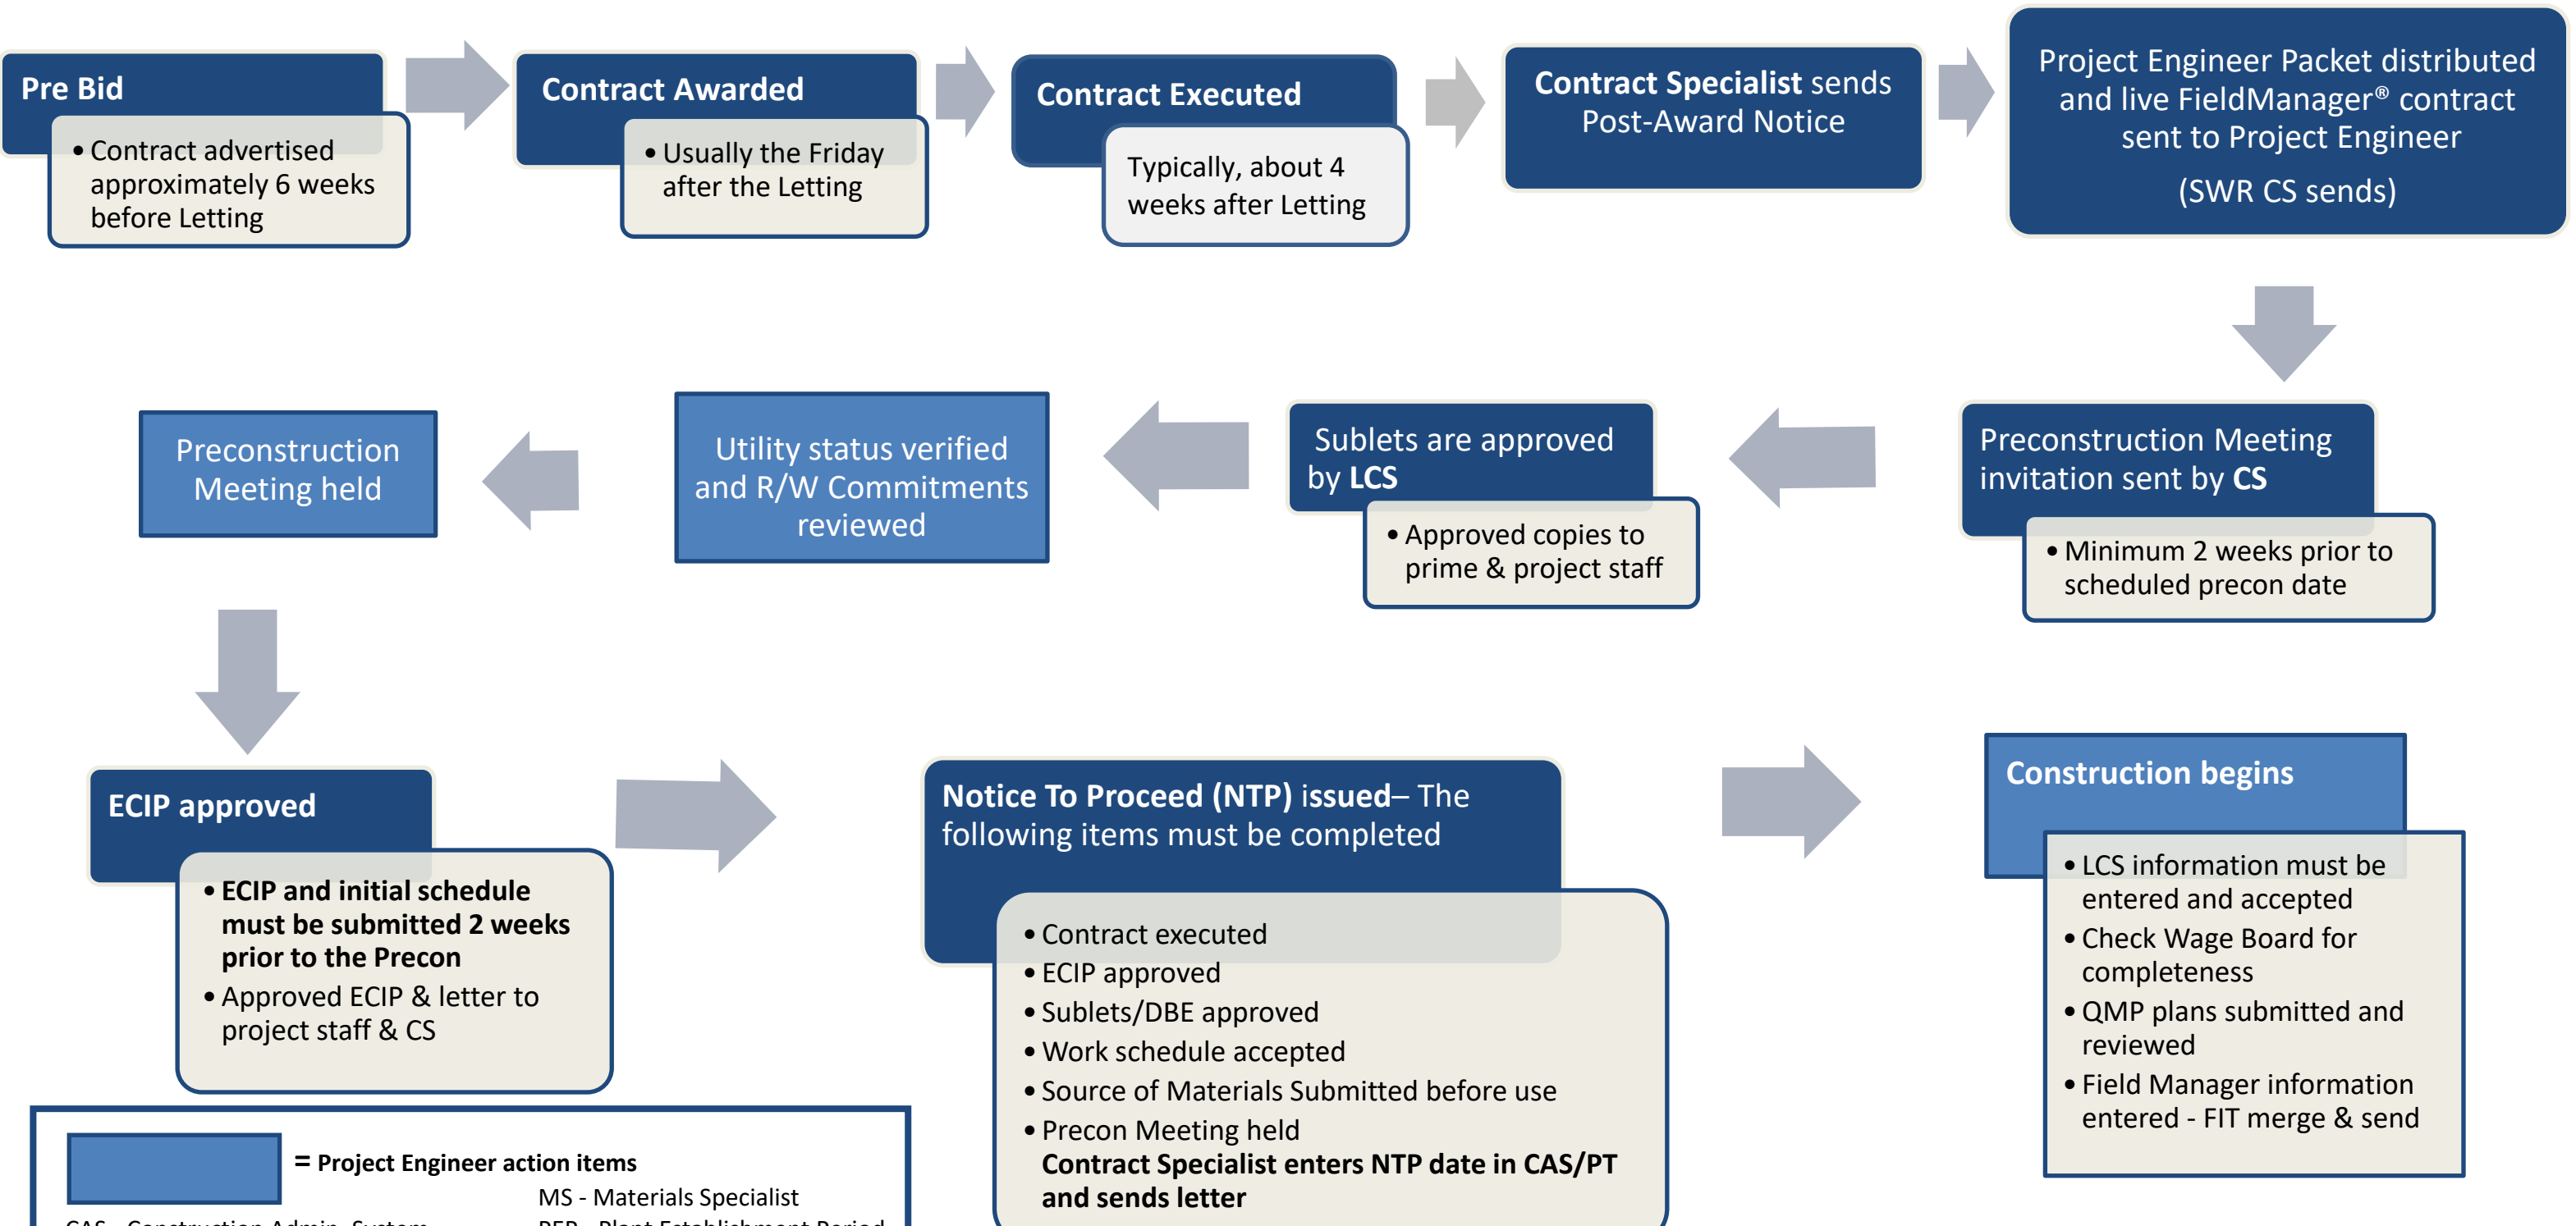 Pre Bid
• Contract advertised
approximately 6 weeks
before Letting
Contract Awarded
• Usually the Friday
after the Letting
Contract Executed
Typically, about 4
weeks after Letting
Contract Specialist sends
Post-Award Notice
Project Engineer Packet distributed
and live FieldManager® contract
sent to Project Engineer
(SWR CS sends)
Preconstruction Meeting
invitation sent by CS
• Minimum 2 weeks prior to
scheduled precon date
Sublets are approved
by LCS
• Approved copies to
prime & project staff
Utility status verified
and R/W Commitments
reviewed
Preconstruction
Meeting held
ECIP approved
• ECIP and initial schedule
must be submitted 2 weeks
prior to the Precon
• Approved ECIP & letter to
project staff & CS
Notice To Proceed (NTP) issued– The
following items must be completed
• Contract executed
• ECIP approved
• Sublets/DBE approved
• Work schedule accepted
• Source of Materials Submitted before use
• Precon Meeting held
Contract Specialist enters NTP date in CAS/PT
and sends letter
Construction begins
• LCS information must be
entered and accepted
• Check Wage Board for
completeness
• QMP plans submitted and
reviewed
• Field Manager information
entered - FIT merge & send
= Project Engineer action items
MS - Materials Specialist
CAS - Construction Admin. System
PEP - Plant Establishment Period